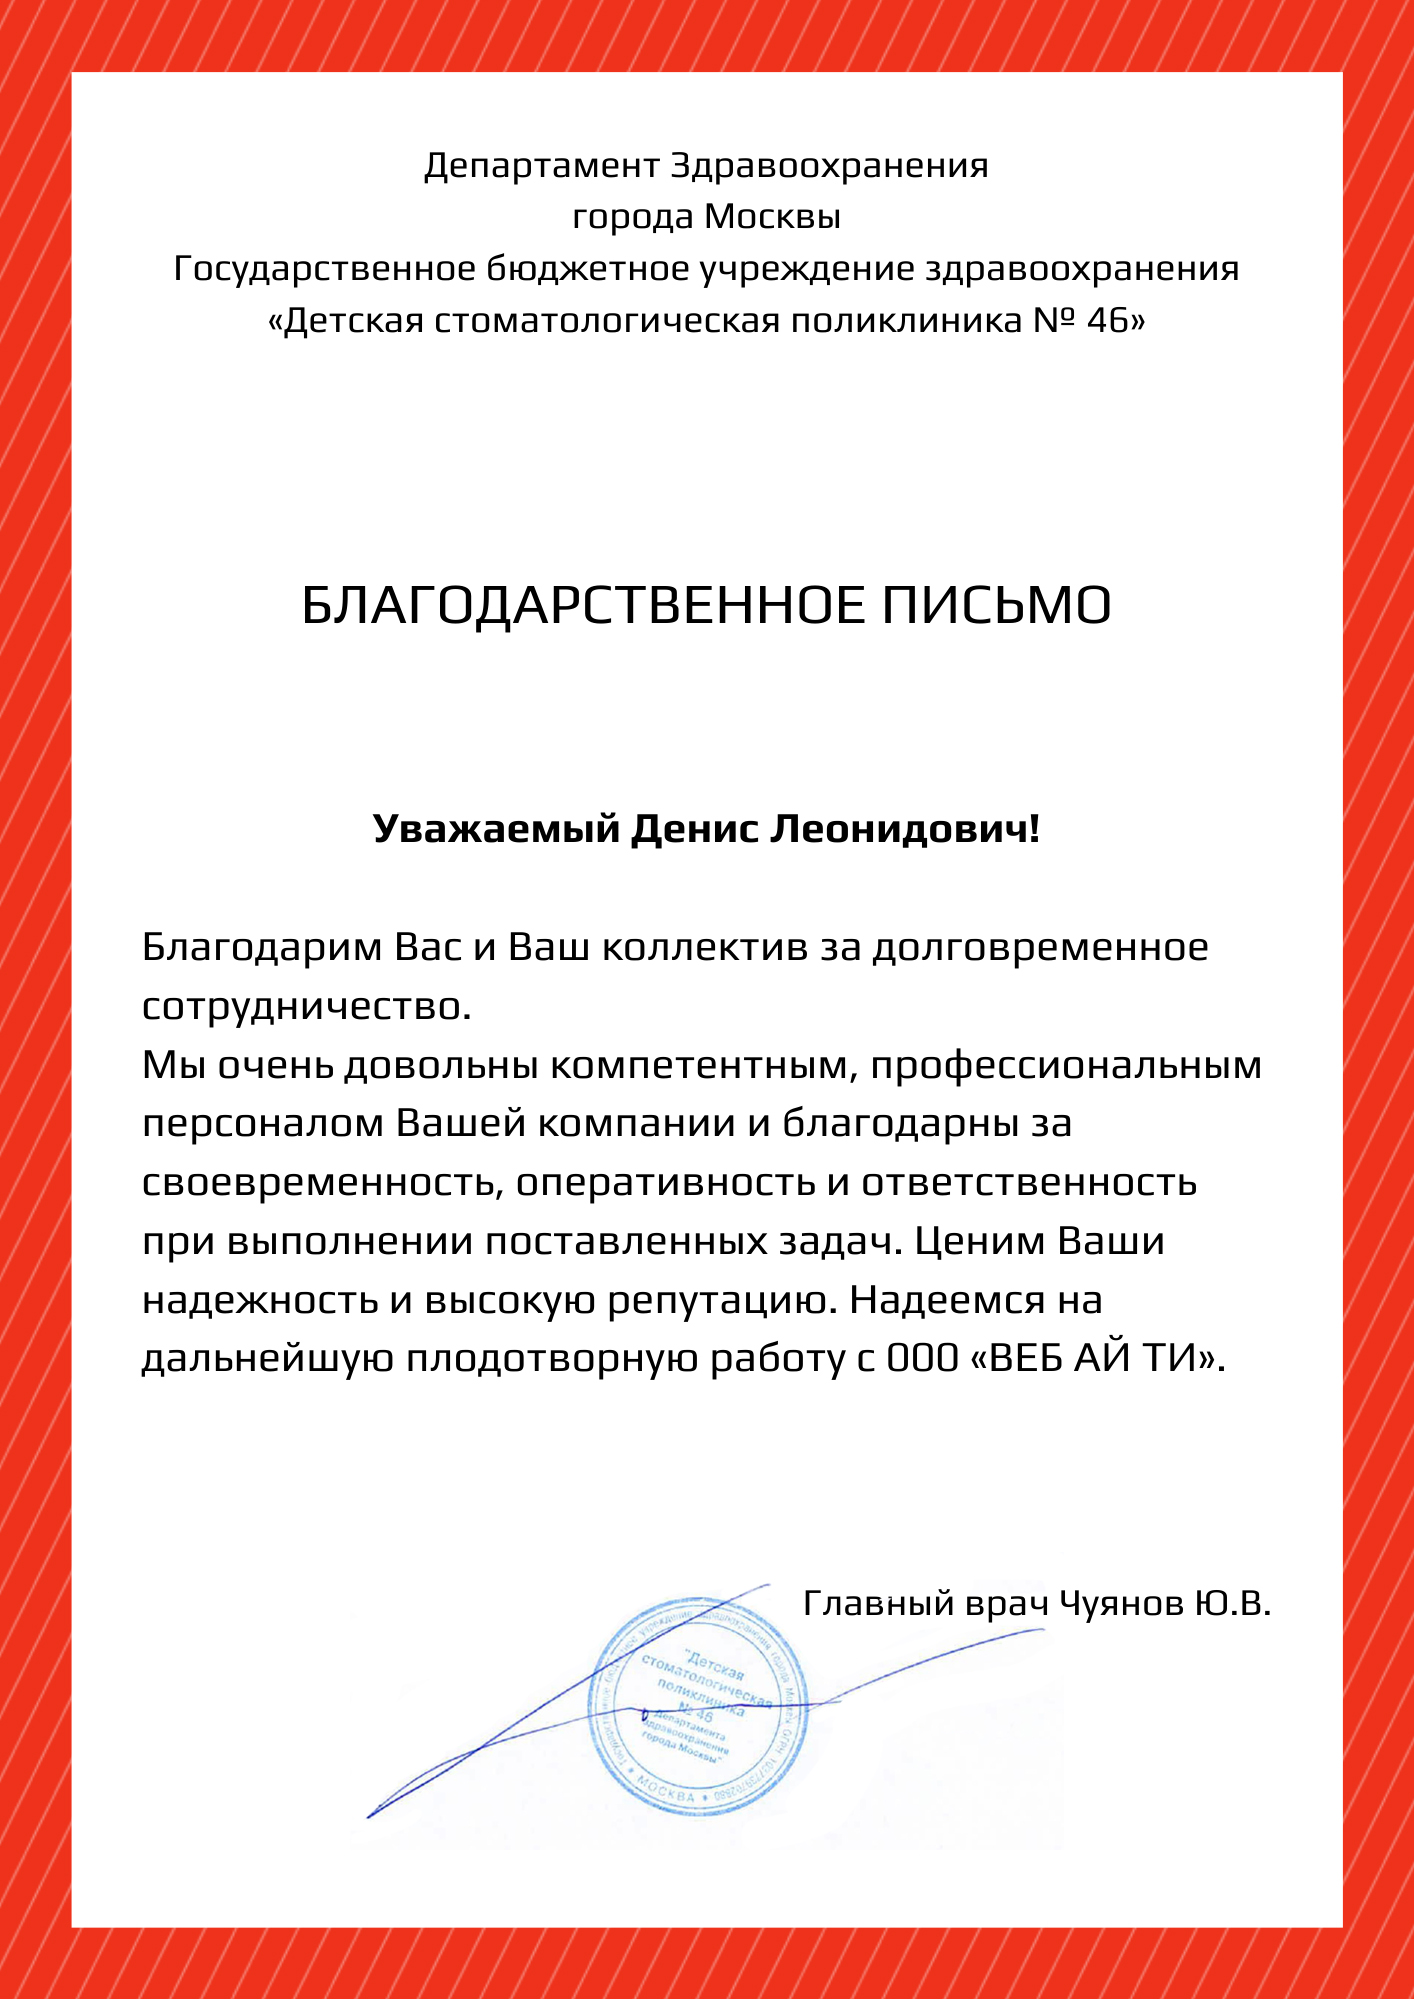 Департамент Здравоохранения
города Москвы
Государственное бюджетное учреждение здравоохранения
«Детская стоматологическая поликлиника № 46»
БЛАГОДАРСТВЕННОЕ ПИСЬМО
Уважаемый Денис Леонидович!
Благодарим Вас и Ваш коллектив за долговременное
сотрудничество.
Мы очень довольны компетентным, профессиональным
персоналом Вашей компании и благодарны за
своевременность, оперативность и ответственность
при выполнении поставленных задач. Ценим Ваши
надежность и высокую репутацию. Надеемся на
дальнейшую плодотворную работу с ООО «ВЕБ АЙ ТИ».
Главный врач Чуянов Ю.В.
"Детская
стоматологическая
поликлиника
№ 46
Департамента
здравоохранения
города Москвы"
МОСКВА